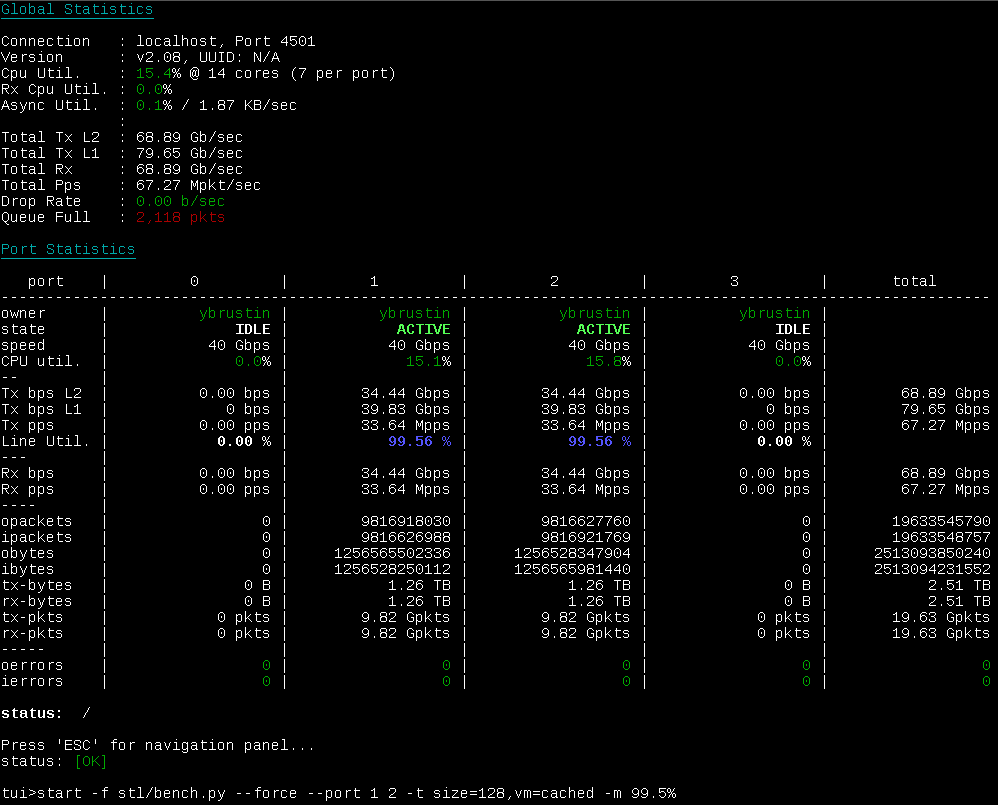 Global Statistics
Connection   : localhost, Port 4501
Version      : v2.08, UUID: N/A
Cpu Util.    : 15.4% @ 14 cores (7 per port)
Rx Cpu Util. : 0.0%
Async Util.  : 0.1% / 1.87 KB/sec
             :
Total Tx L2  : 68.89 Gb/sec
Total Tx L1  : 79.65 Gb/sec
Total Rx     : 68.89 Gb/sec
Total Pps    : 67.27 Mpkt/sec
Drop Rate    : 0.00 b/sec
Queue Full   : 2,118 pkts
Port Statistics
   port    |         0         |         1         |         2         |         3         |       total
--------------------------------------------------------------------------------------------------------------
owner      |          ybrustin |          ybrustin |          ybrustin |          ybrustin |
state      |              IDLE |            ACTIVE |            ACTIVE |              IDLE |
speed      |           40 Gbps |           40 Gbps |           40 Gbps |           40 Gbps |
CPU util.  |              0.0% |             15.1% |             15.8% |              0.0% |
--         |                   |                   |                   |                   |
Tx bps L2  |          0.00 bps |        34.44 Gbps |        34.44 Gbps |          0.00 bps |        68.89 Gbps
Tx bps L1  |             0 bps |        39.83 Gbps |        39.83 Gbps |             0 bps |        79.65 Gbps
Tx pps     |          0.00 pps |        33.64 Mpps |        33.64 Mpps |          0.00 pps |        67.27 Mpps
Line Util. |            0.00 % |           99.56 % |           99.56 % |            0.00 % |
---        |                   |                   |                   |                   |
Rx bps     |          0.00 bps |        34.44 Gbps |        34.44 Gbps |          0.00 bps |        68.89 Gbps
Rx pps     |          0.00 pps |        33.64 Mpps |        33.64 Mpps |          0.00 pps |        67.27 Mpps
----       |                   |                   |                   |                   |
opackets   |                 0 |        9816918030 |        9816627760 |                 0 |       19633545790
ipackets   |                 0 |        9816626988 |        9816921769 |                 0 |       19633548757
obytes     |                 0 |     1256565502336 |     1256528347904 |                 0 |     2513093850240
ibytes     |                 0 |     1256528250112 |     1256565981440 |                 0 |     2513094231552
tx-bytes   |               0 B |           1.26 TB |           1.26 TB |               0 B |           2.51 TB
rx-bytes   |               0 B |           1.26 TB |           1.26 TB |               0 B |           2.51 TB
tx-pkts    |            0 pkts |        9.82 Gpkts |        9.82 Gpkts |            0 pkts |       19.63 Gpkts
rx-pkts    |            0 pkts |        9.82 Gpkts |        9.82 Gpkts |            0 pkts |       19.63 Gpkts
-----      |                   |                   |                   |                   |
oerrors    |                 0 |                 0 |                 0 |                 0 |                 0
ierrors    |                 0 |                 0 |                 0 |                 0 |                 0
status:  /
Press 'ESC' for navigation panel...
status: [OK]
tui>start -f stl/bench.py --force --port 1 2 -t size=128,vm=cached -m 99.5%